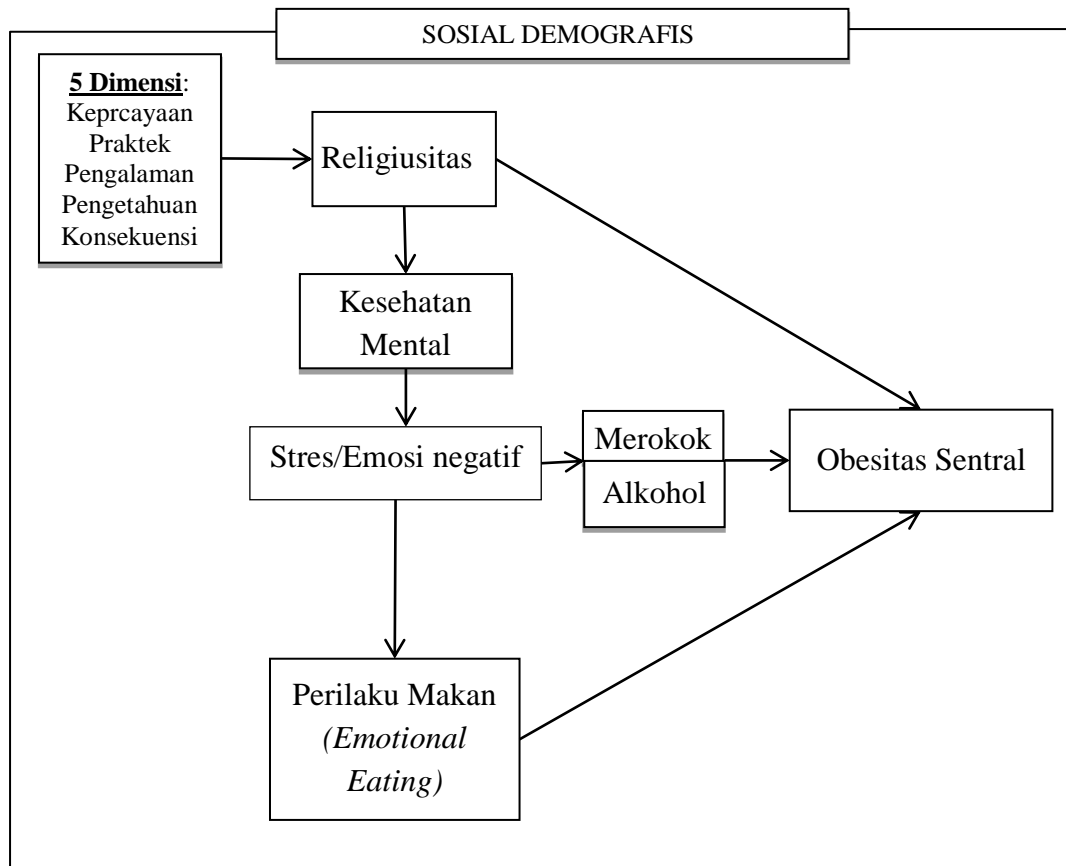 SOSIAL DEMOGRAFIS
5 Dimensi:
Keprcayaan
Praktek
Pengalaman
Pengetahuan
Konsekuensi
Religiusitas
Kesehatan
Mental
Stres/Emosi negatif
Merokok
Alkohol
Obesitas Sentral
Perilaku Makan
(Emotional
Eating)